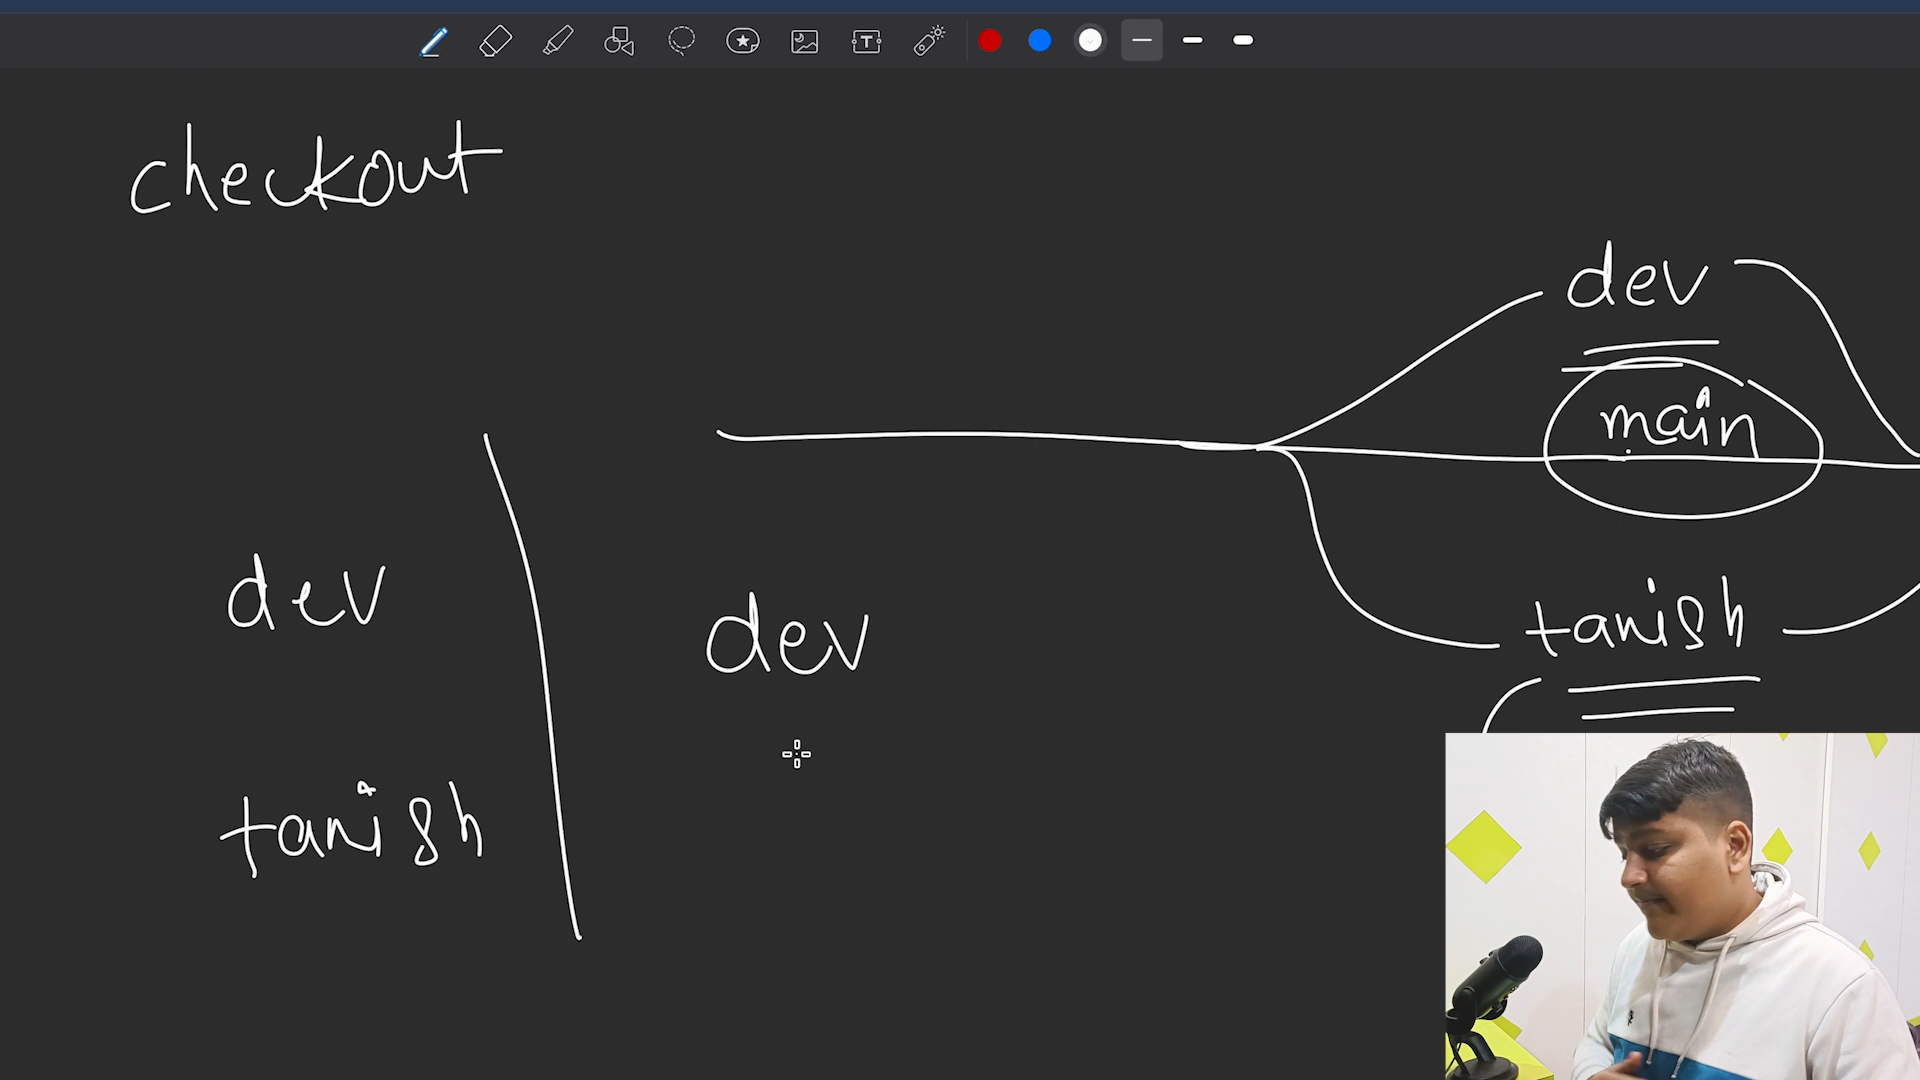 checkout
dev
main
dev
dev
tanish
tanish